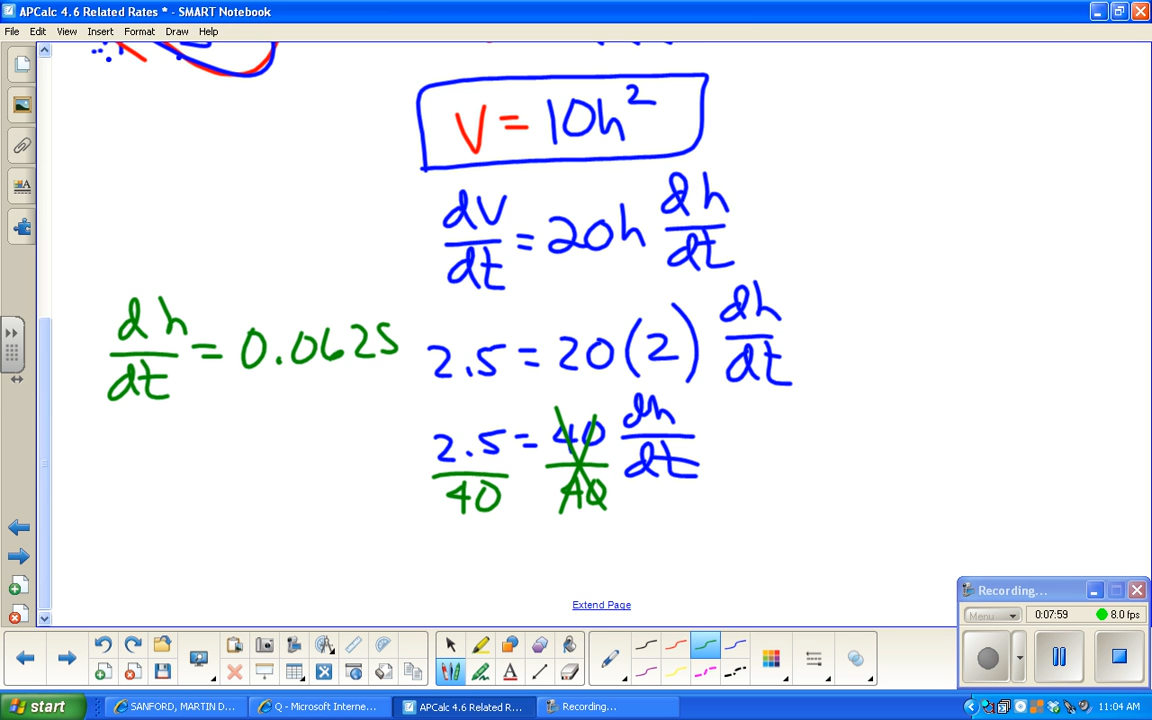 APCalc 4.6 Related Rates * - SMART Notebook
File Edit View Insert Format Draw Help
V = 10h²
dV/dt = 20h dh/dt
dh/dt = 0.0625
2.5 = 20(2) dh/dt
2.5/40 = 40/40 dh/dt
Extend Page
Recording...
Menu
0:07:59
8.0 fps
start
SANFORD, MARTIN D...
Q - Microsoft Interne...
APCalc 4.6 Related R...
Recording...
11:04 AM